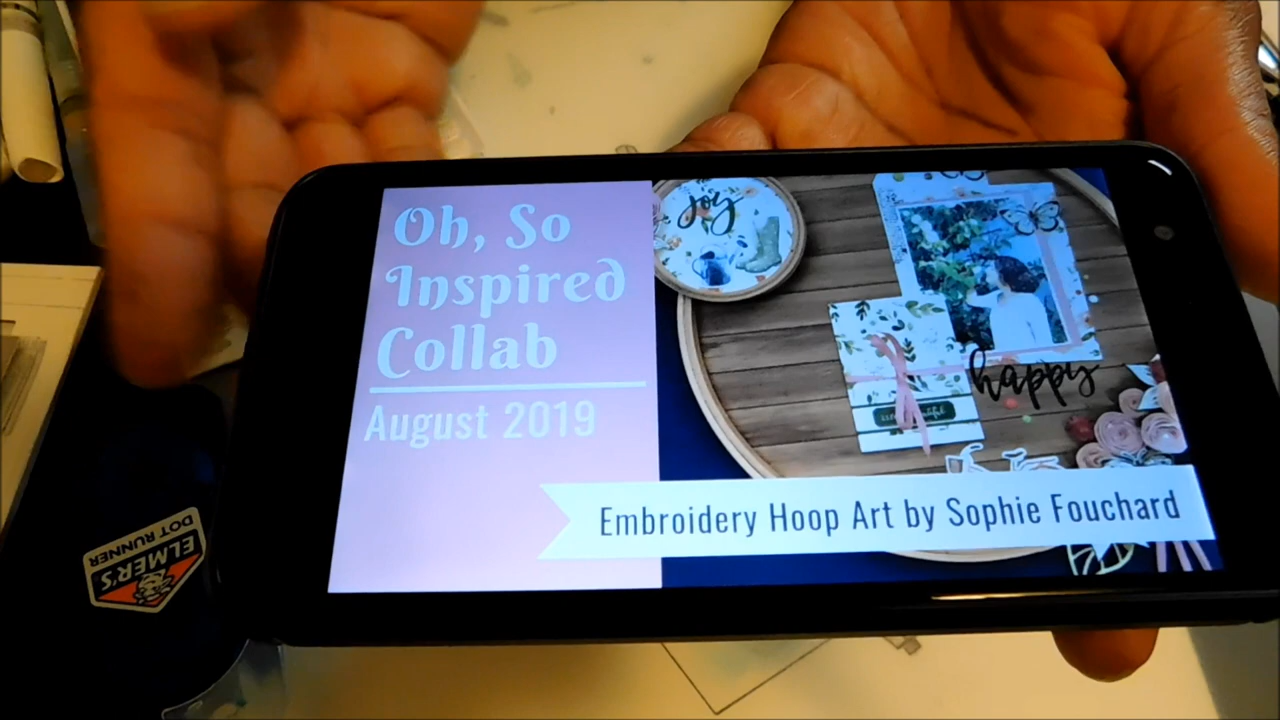 Oh, So
Inspired
Collab
August 2019
joy
happy
Embroidery Hoop Art by Sophie Fouchard
ELMER'S
DOT RUNNER